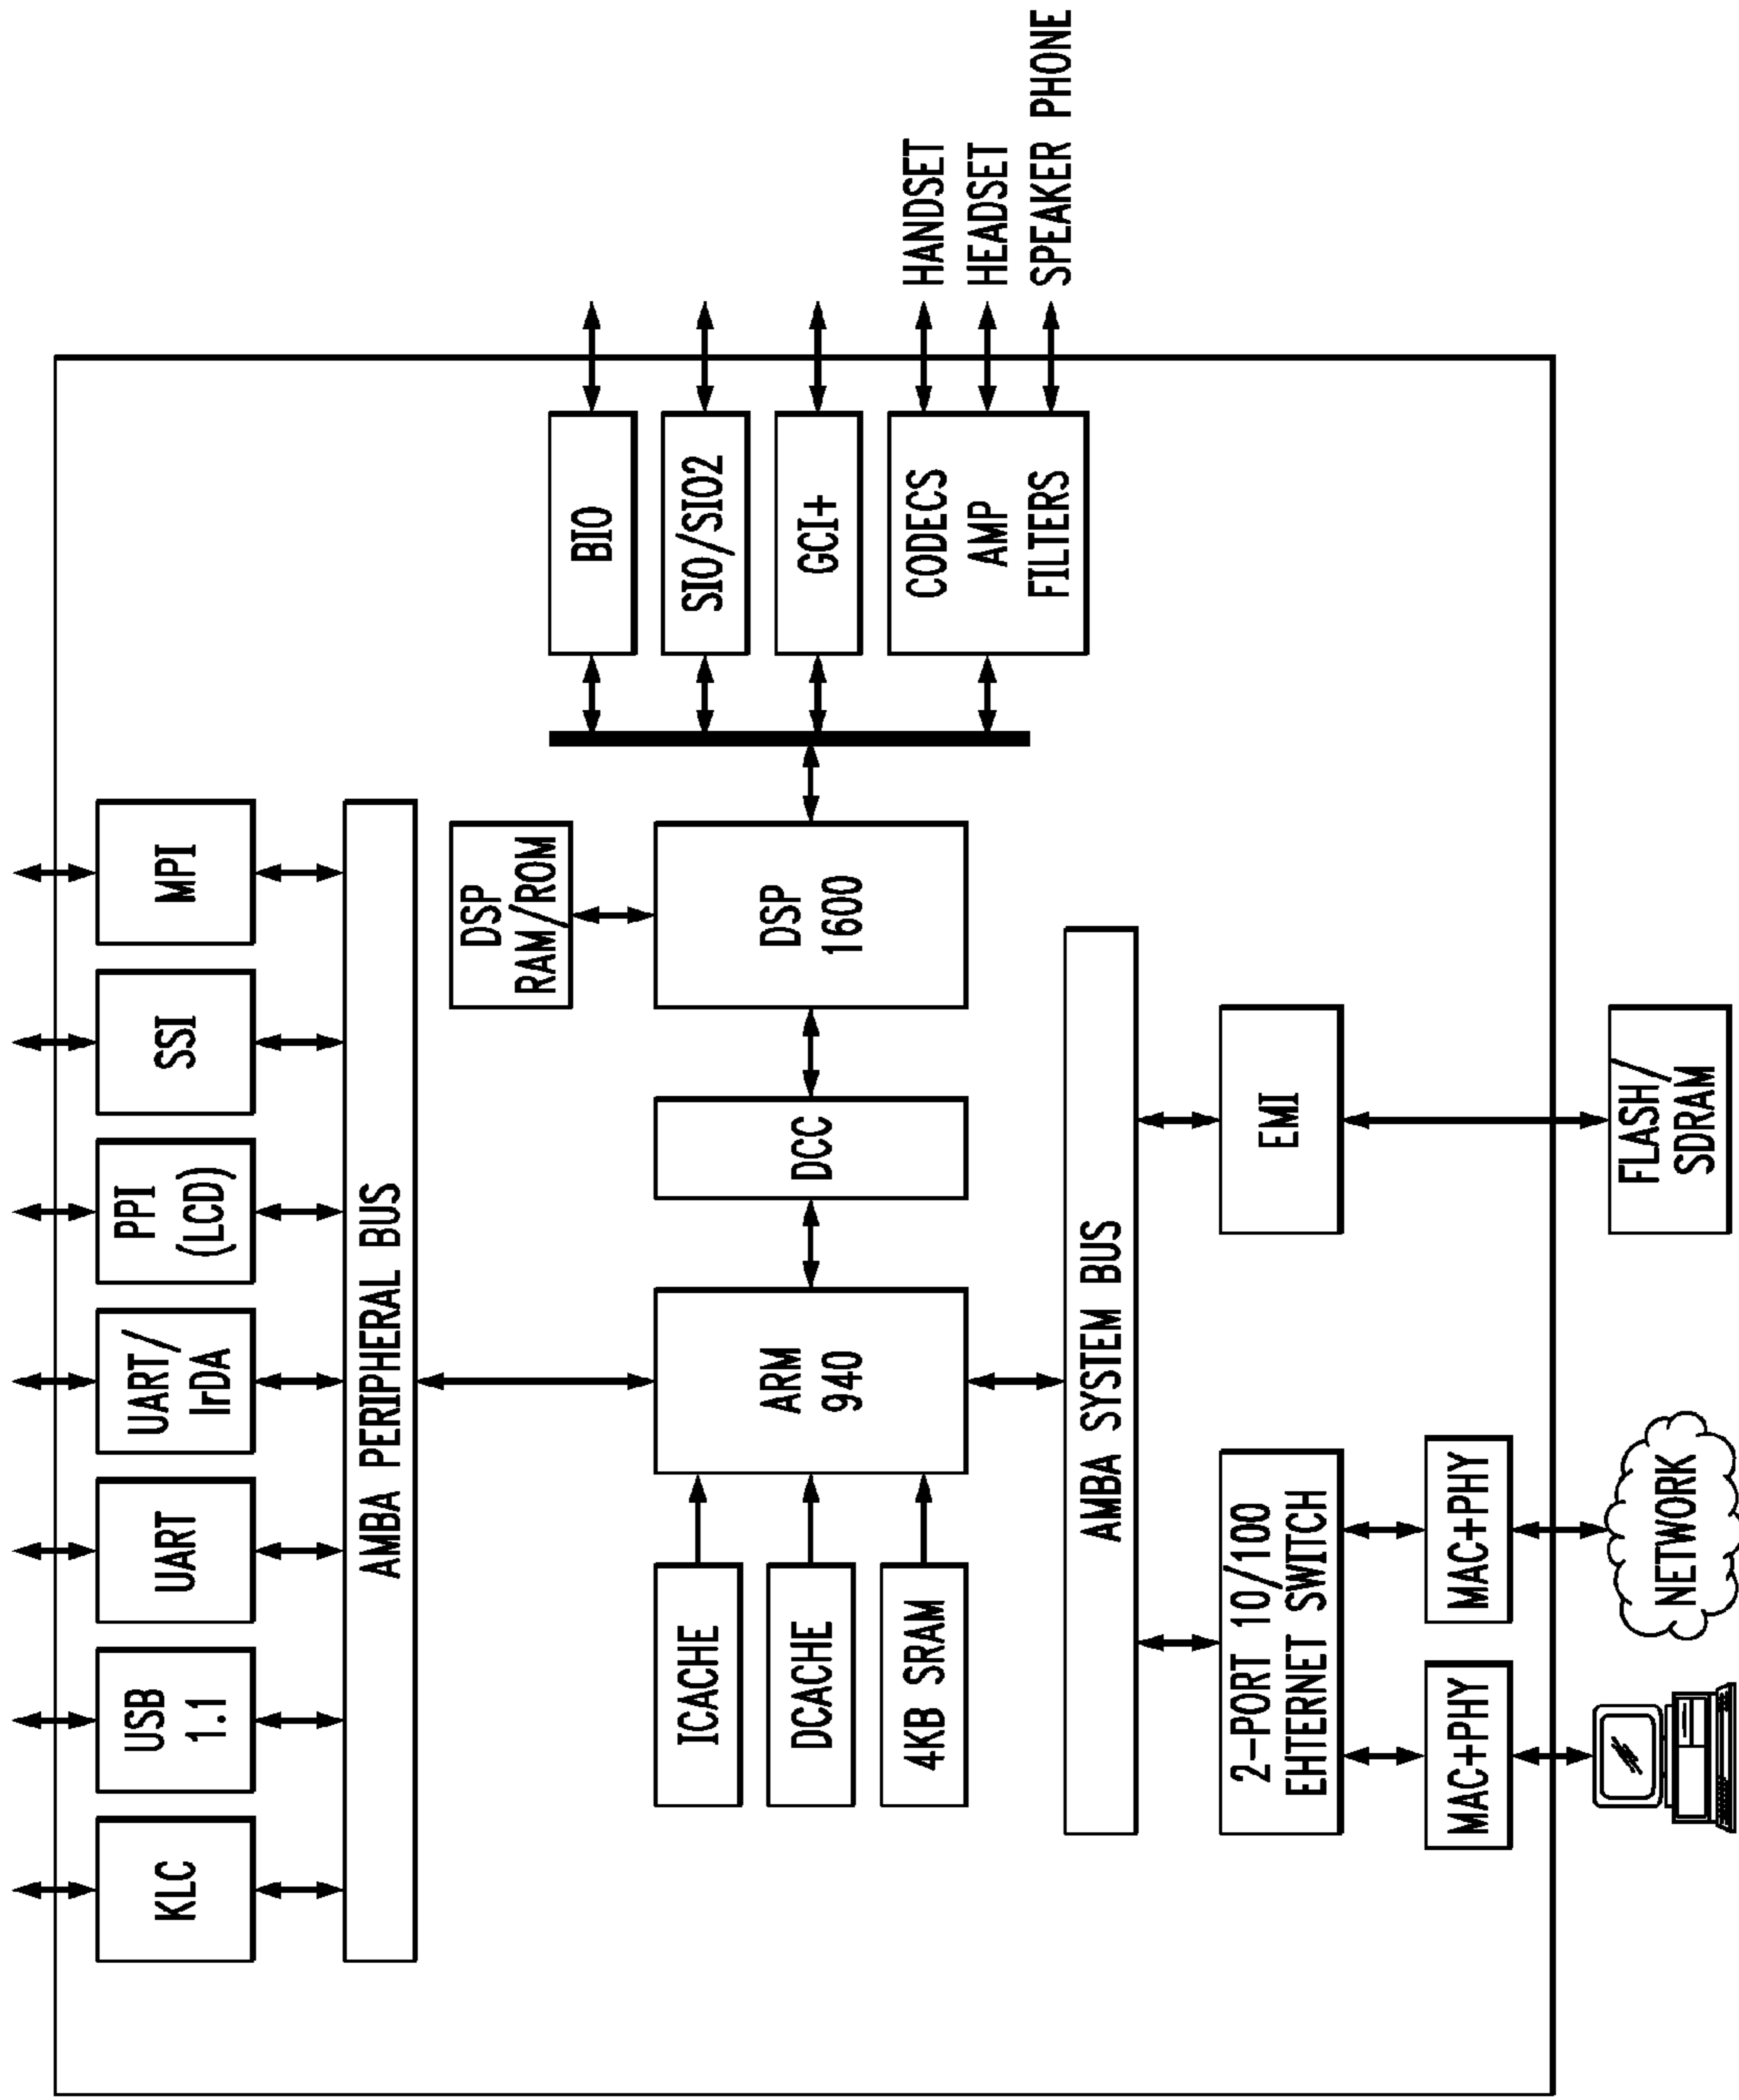 KLC
USB
1.1
UART
UART/
IrDA
PPI
(LCD)
SSI
MPI
AMBA PERIPHERAL BUS
DSP
RAM/ROM
BIO
SIO/SIO2
GCI+
CODECS
AMP
FILTERS
HANDSET
HEADSET
SPEAKER PHONE
ICACHE
DCACHE
4KB SRAM
ARM
940
DCC
DSP
1600
AMBA SYSTEM BUS
2-PORT 10/100
EHTERNET SWITCH
EMI
MAC+PHY
MAC+PHY
NETWORK
FLASH/
SDRAM